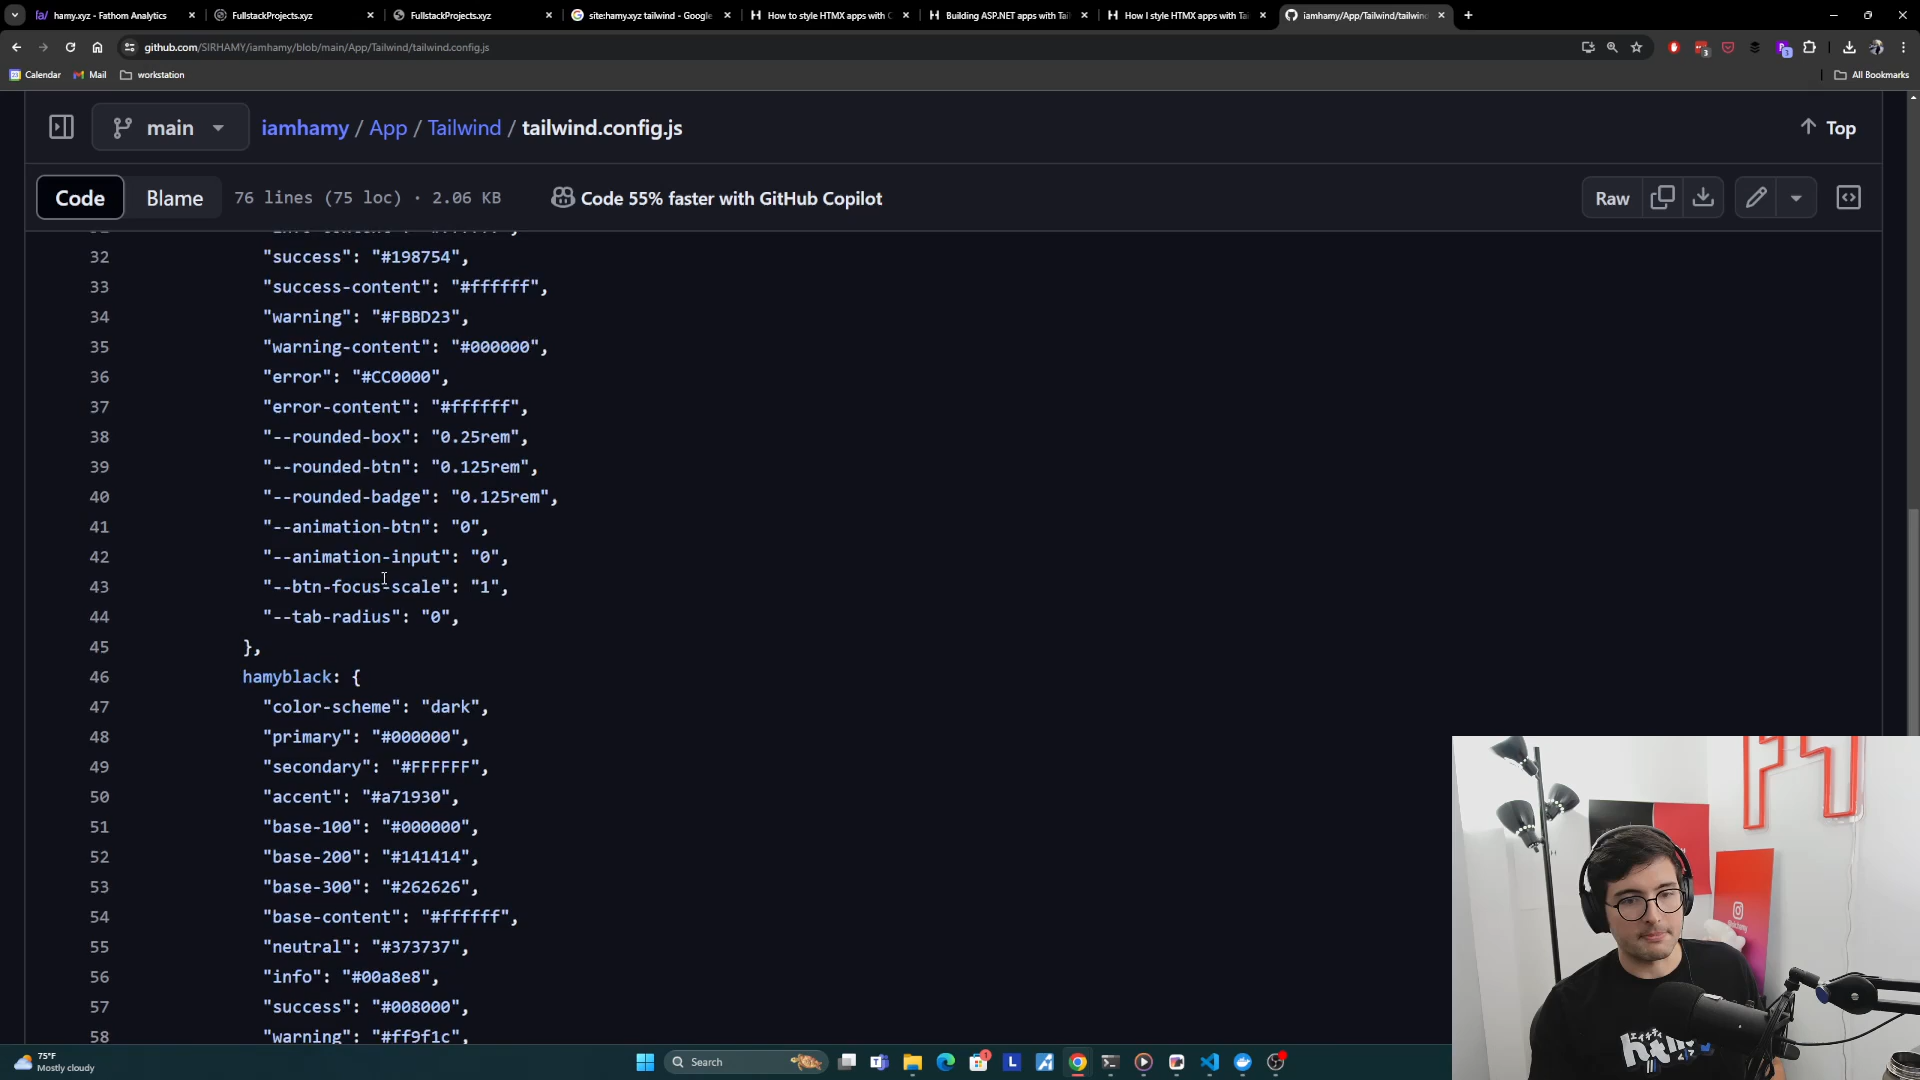 hamy.xyz - Fathom Analytics
FullstackProjects.xyz
FullstackProjects.xyz
site:hamy.xyz tailwind - Google
How to style HTMX apps with C
Building ASP.NET apps with Tai
How I style HTMX apps with Tai
iamhamy/App/Tailwind/tailwind
github.com/SIRHAMY/iamhamy/blob/main/App/Tailwind/tailwind.config.js
Calendar
Mail
workstation
All Bookmarks
main
iamhamy / App / Tailwind / tailwind.config.js
Top
Code
Blame
76 lines (75 loc) · 2.06 KB
Code 55% faster with GitHub Copilot
Raw
32 "success": "#198754",
33 "success-content": "#ffffff",
34 "warning": "#FBBD23",
35 "warning-content": "#000000",
36 "error": "#CC0000",
37 "error-content": "#ffffff",
38 "--rounded-box": "0.25rem",
39 "--rounded-btn": "0.125rem",
40 "--rounded-badge": "0.125rem",
41 "--animation-btn": "0",
42 "--animation-input": "0",
43 "--btn-focus-scale": "1",
44 "--tab-radius": "0",
45 },
46 hamyblack: {
47 "color-scheme": "dark",
48 "primary": "#000000",
49 "secondary": "#FFFFFF",
50 "accent": "#a71930",
51 "base-100": "#000000",
52 "base-200": "#141414",
53 "base-300": "#262626",
54 "base-content": "#ffffff",
55 "neutral": "#373737",
56 "info": "#00a8e8",
57 "success": "#008000",
58 "warning": "#ff9f1c",
75°F
Mostly cloudy
Search